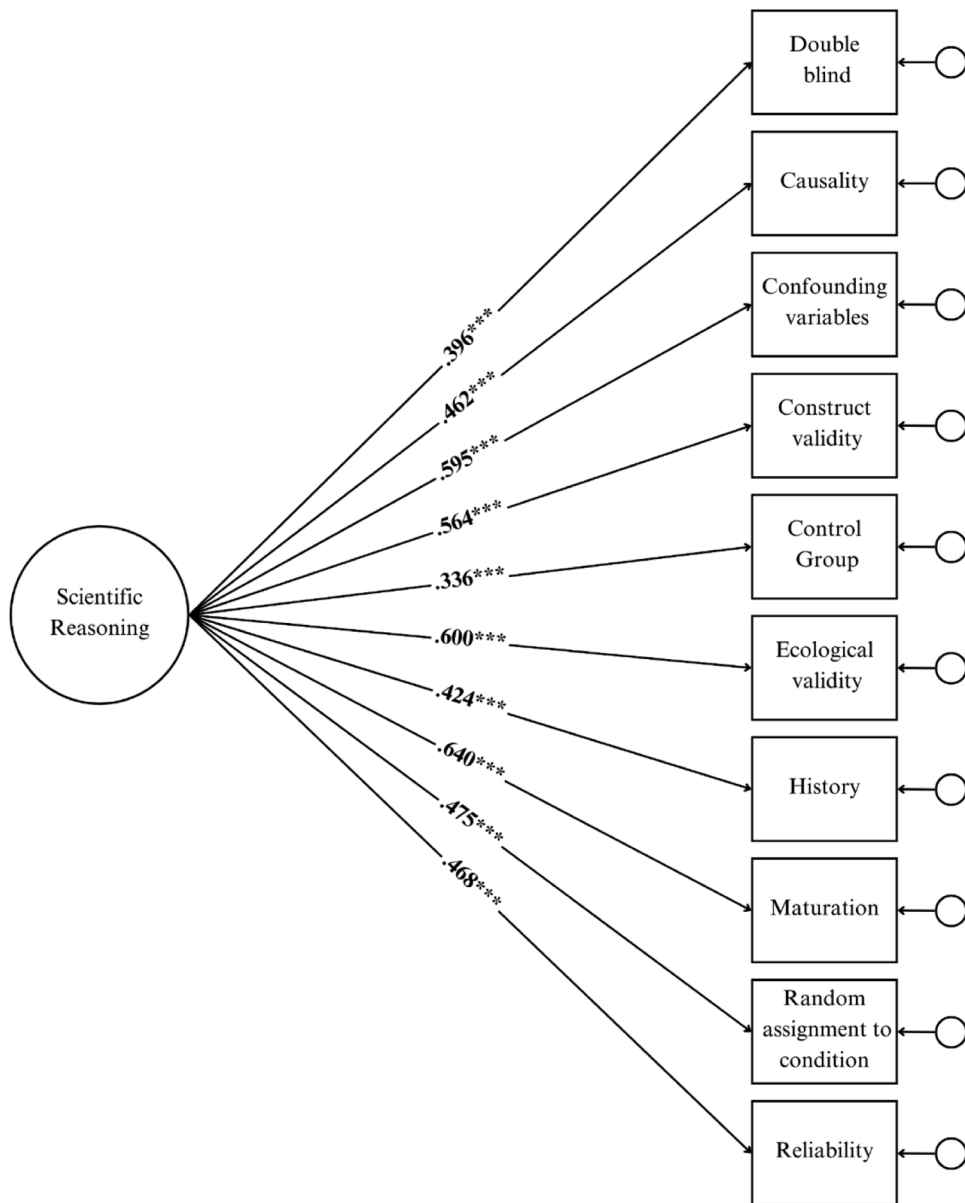 Double
blind
Causality
Confounding
variables
.396***
.462***
Construct
validity
.595***
.564***
Control
Group
.336***
Scientific
Reasoning
.600***
Ecological
validity
.424***
History
.640***
.475***
.468***
Maturation
Random
assignment to
condition
Reliability